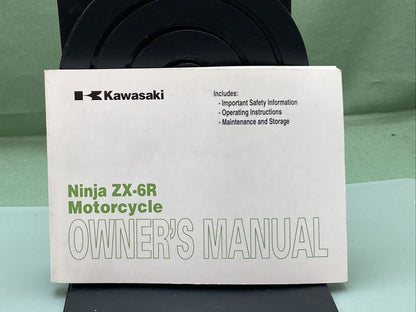 Kawasaki
Includes:
- Important Safety Information
- Operating Instructions
- Maintenance and Storage
Ninja ZX-6R
Motorcycle
OWNER'S MANUAL